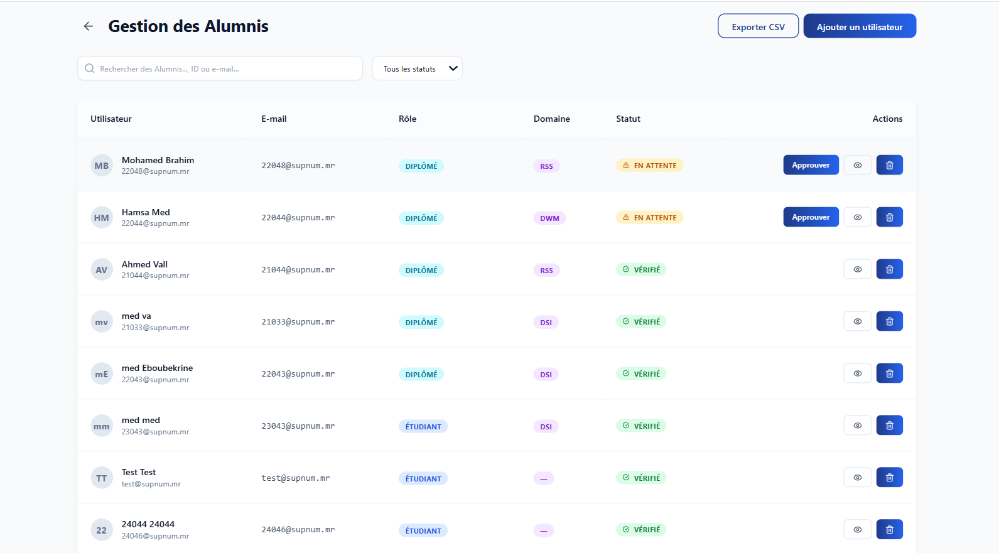 Gestion des Alumnis
Exporter CSV
Ajouter un utilisateur
Rechercher des Alumnis..., ID ou e-mail...
Tous les statuts
Utilisateur E-mail Rôle Domaine Statut Actions
MB Mohamed Brahim 22048@supnum.mr DIPLÔMÉ RSS EN ATTENTE Approuver
22048@supnum.mr
HM Hamsa Med 22044@supnum.mr DIPLÔMÉ DWM EN ATTENTE Approuver
22044@supnum.mr
AV Ahmed Vall 21044@supnum.mr DIPLÔMÉ RSS VÉRIFIÉ
21044@supnum.mr
mv med va 21033@supnum.mr DIPLÔMÉ DSI VÉRIFIÉ
21033@supnum.mr
mE med Eboubekrine 22043@supnum.mr DIPLÔMÉ DSI VÉRIFIÉ
22043@supnum.mr
mm med med 23043@supnum.mr ÉTUDIANT DSI VÉRIFIÉ
23043@supnum.mr
TT Test Test test@supnum.mr ÉTUDIANT — VÉRIFIÉ
test@supnum.mr
22 24044 24044 24046@supnum.mr ÉTUDIANT — VÉRIFIÉ
24046@supnum.mr